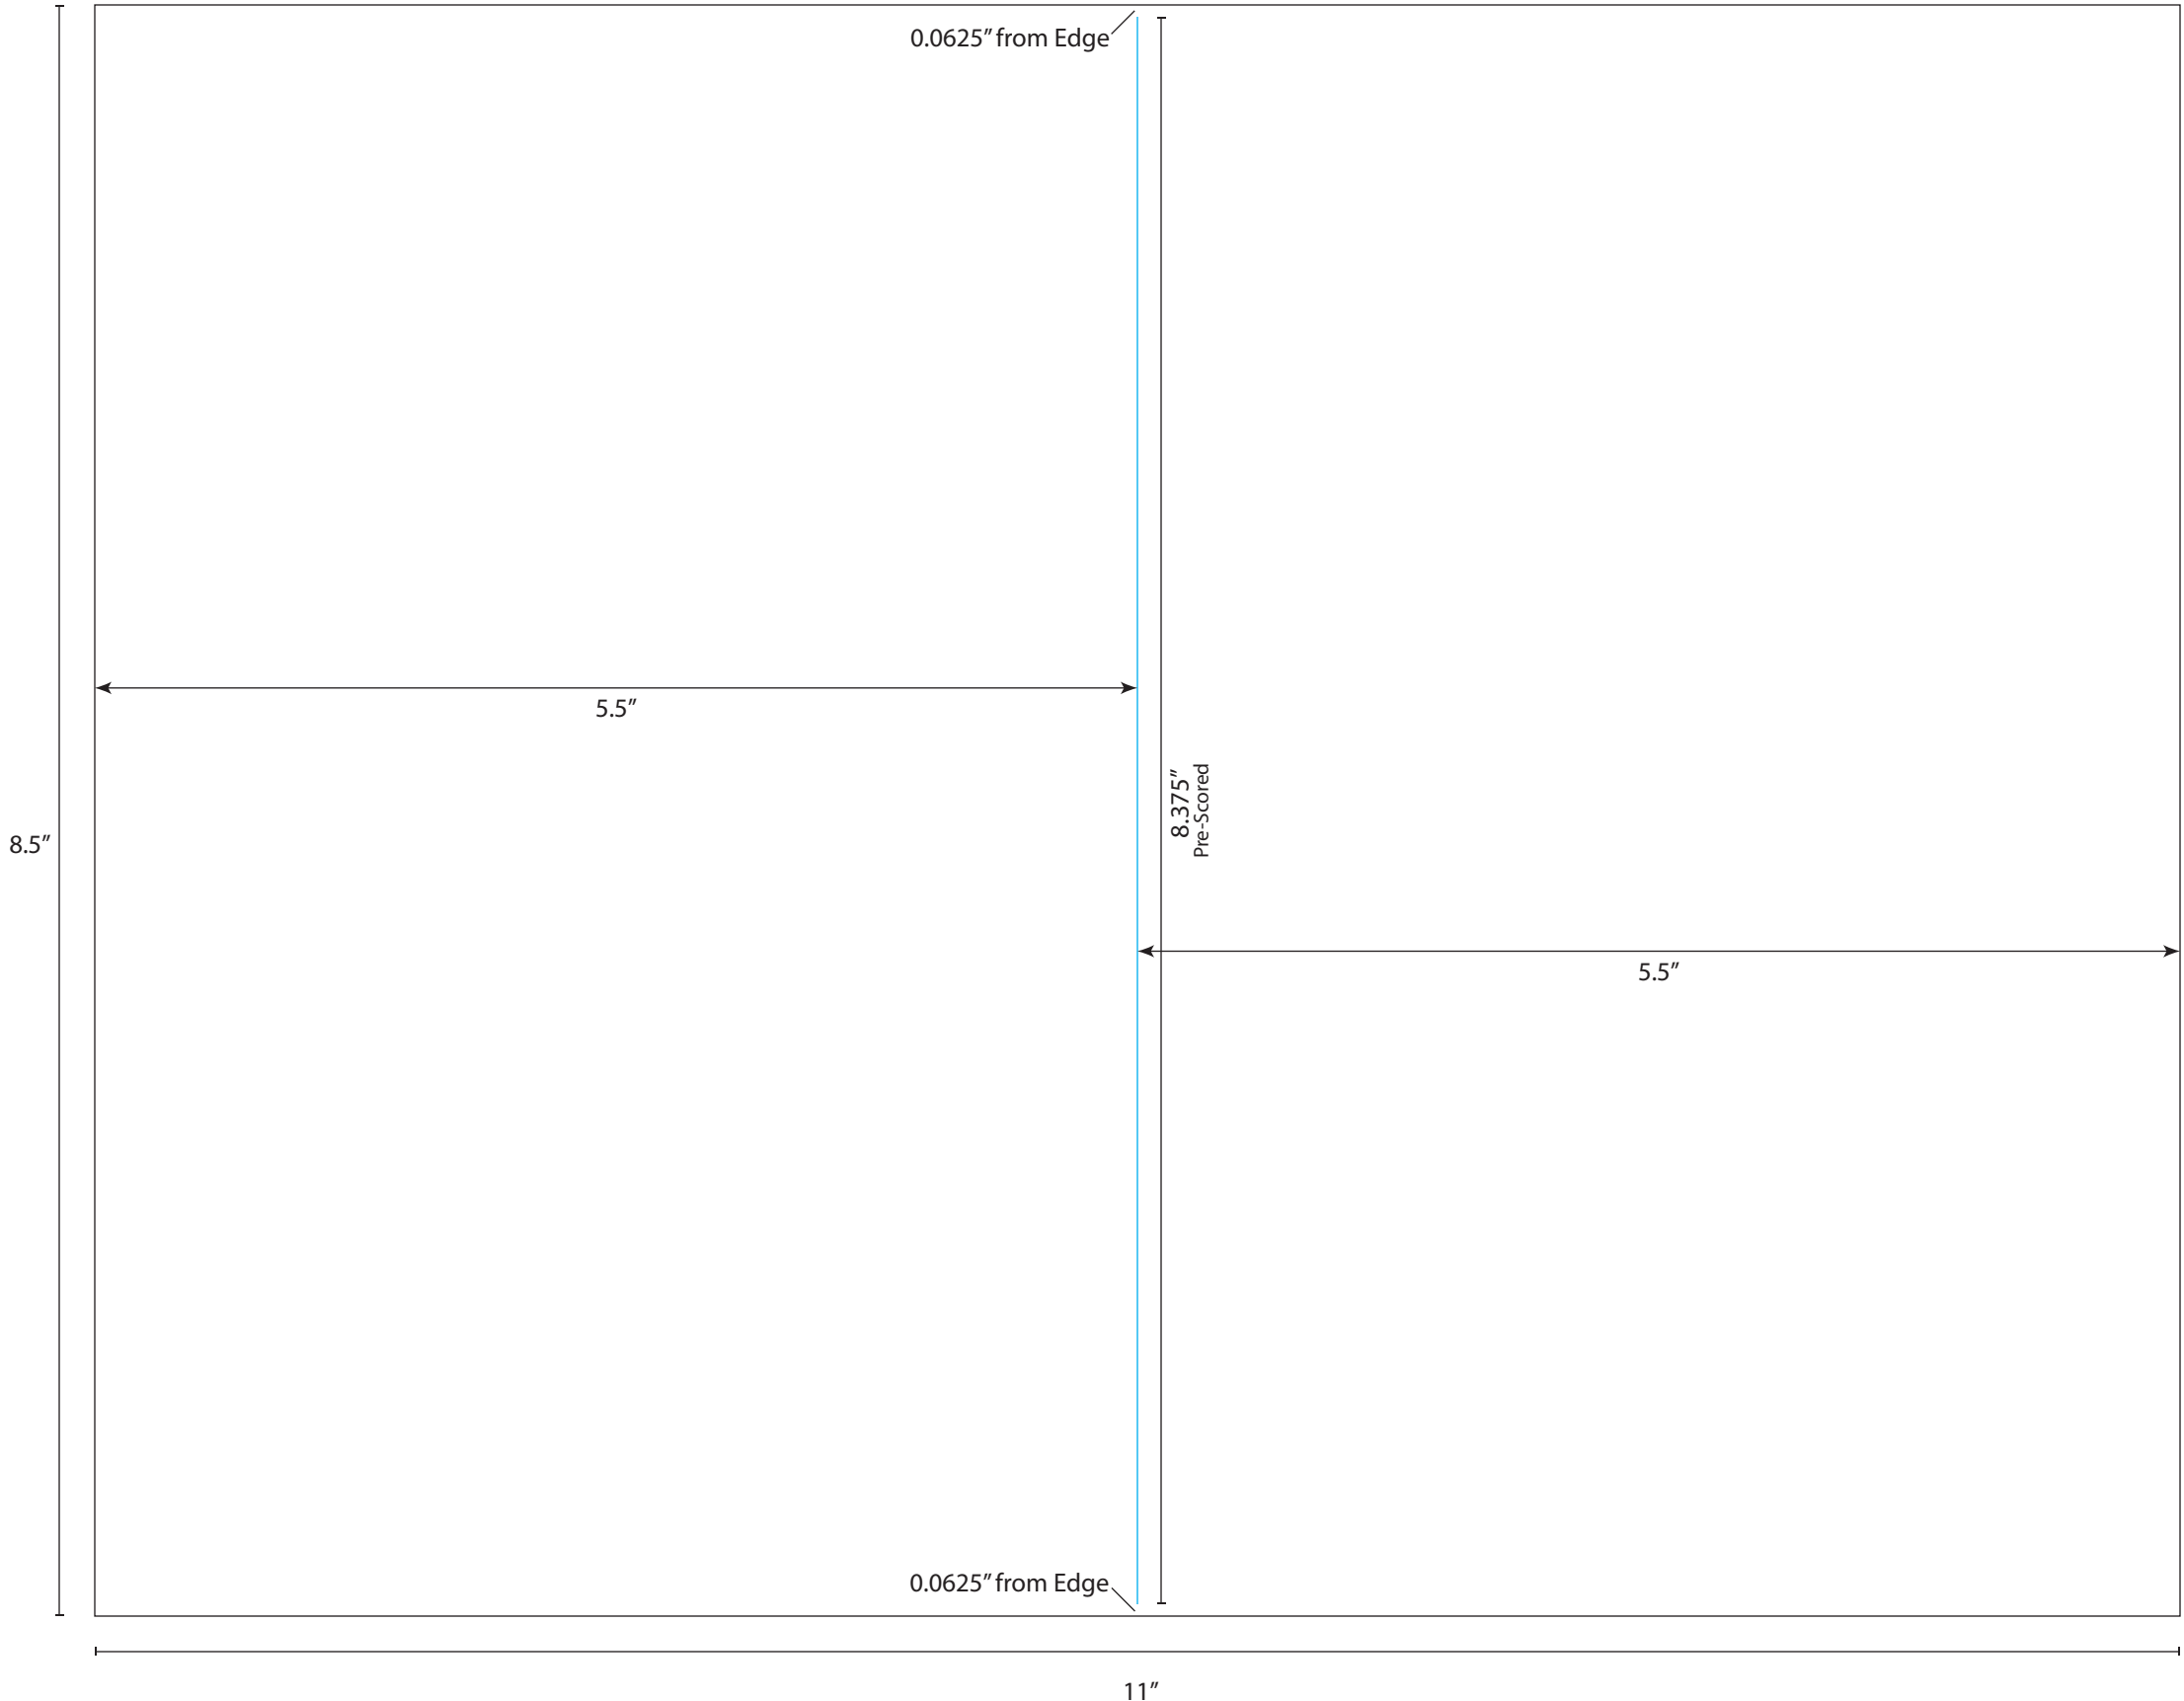 0.0625” from Edge
5.5”
8.375”
Pre-Scored
8.5”
5.5”
0.0625” from Edge
11”